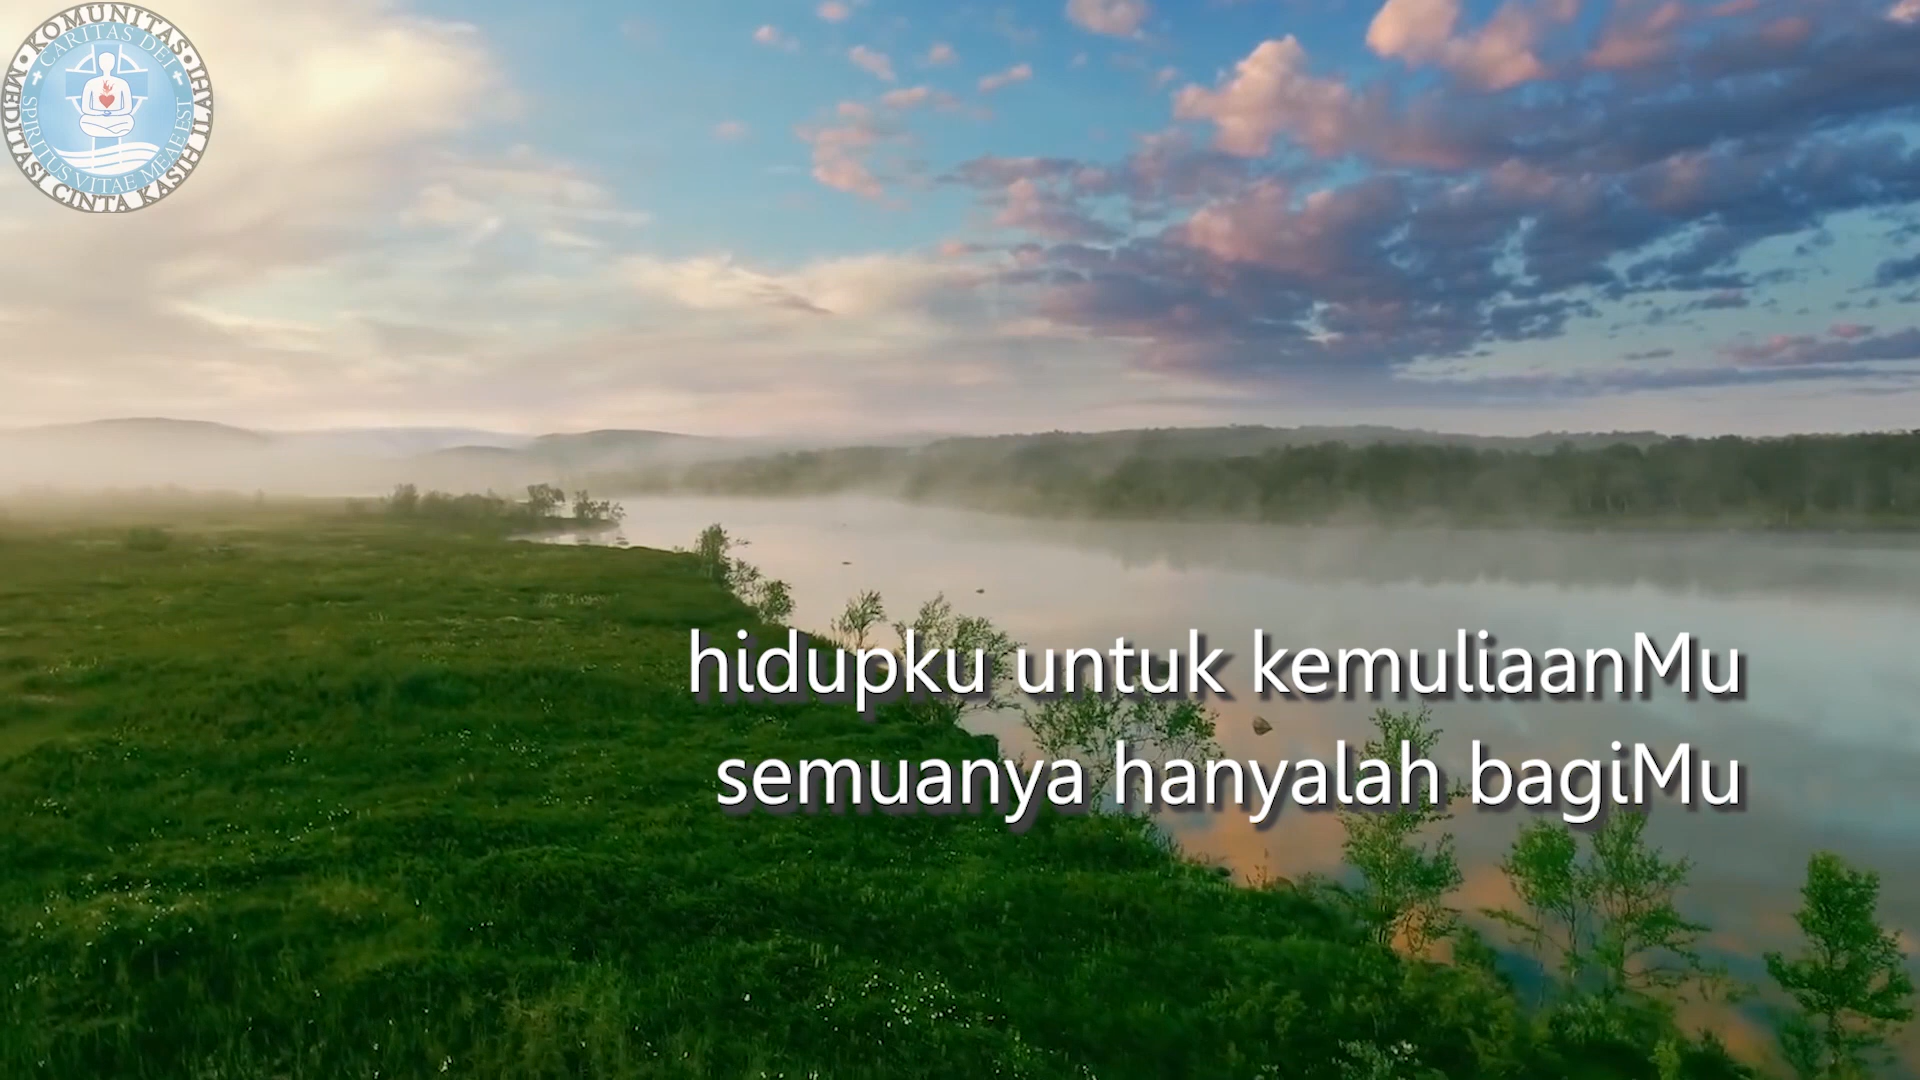 KOMUNITAS
MEDITASI CINTA KASIH ILAHI
CARITAS DEI
SPIRITUS VITAE MEAE EST
hidupku untuk kemuliaanMu
semuanya hanyalah bagiMu